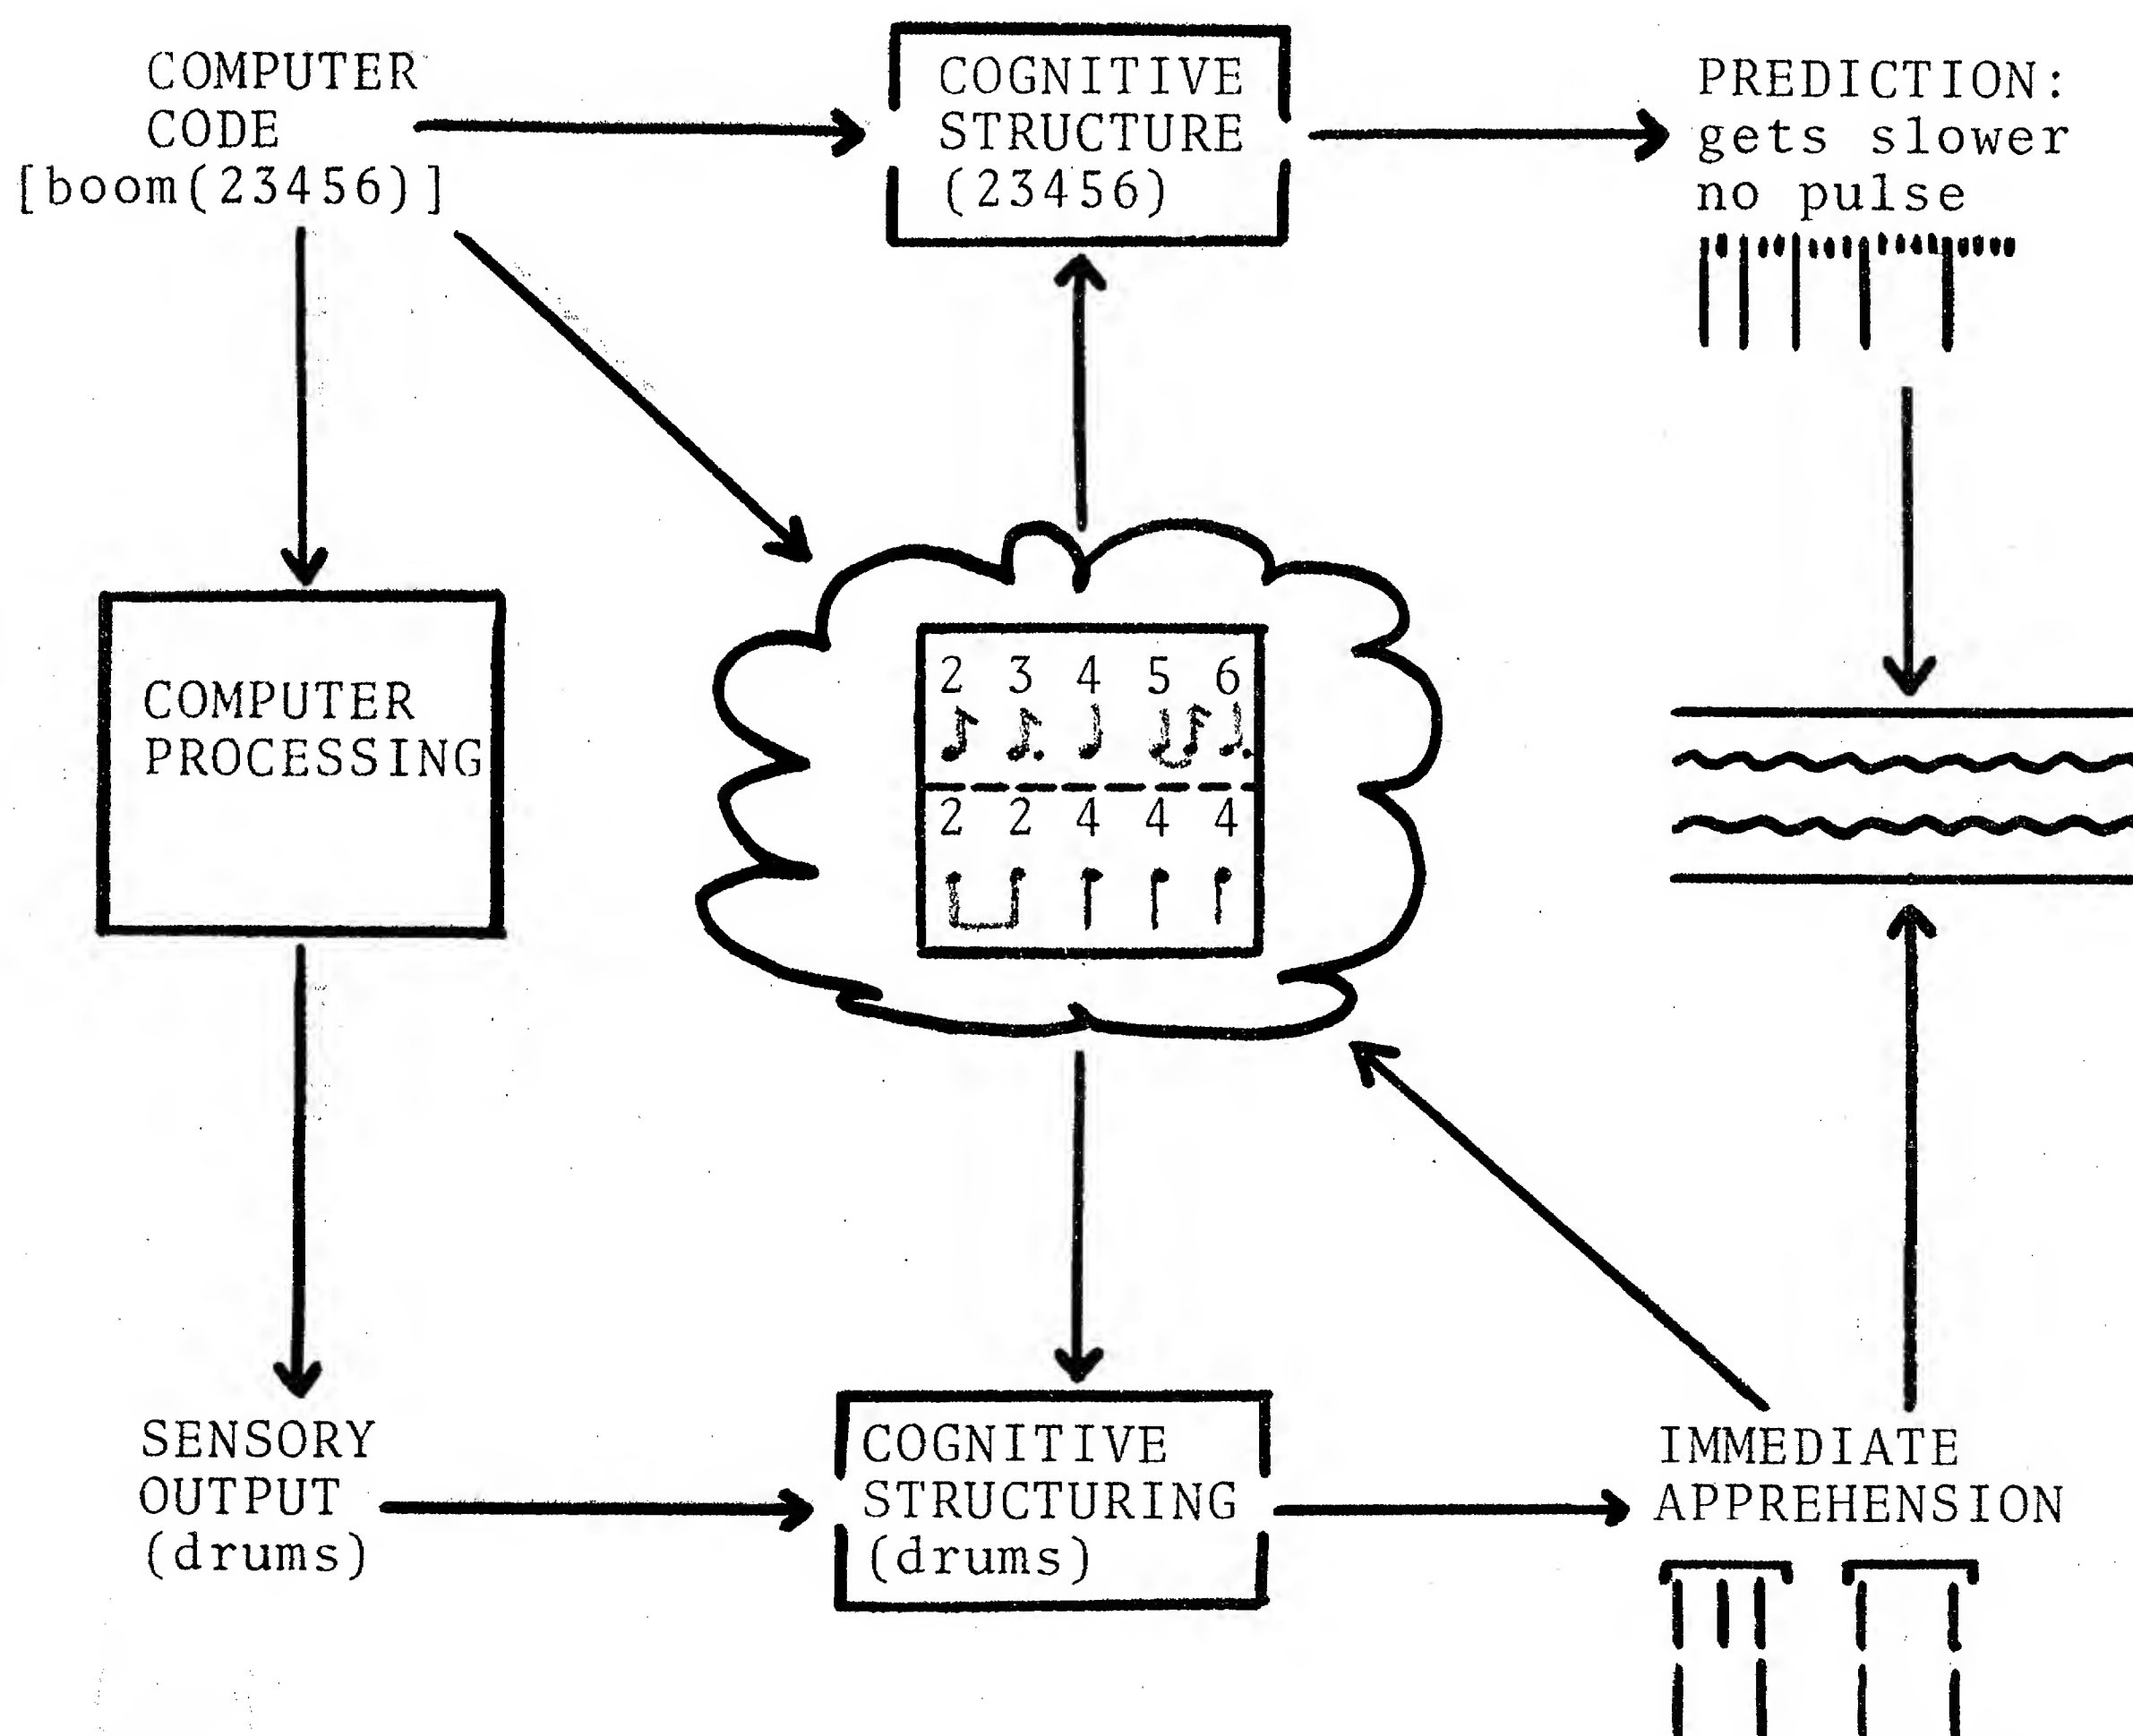 COMPUTER
CODE
[boom(23456)]
COGNITIVE
STRUCTURE
(23456)
PREDICTION:
gets slower
no pulse
COMPUTER
PROCESSING
2 3 4 5 6
2 2 4 4 4
SENSORY
OUTPUT
(drums)
COGNITIVE
STRUCTURING
(drums)
IMMEDIATE
APPREHENSION